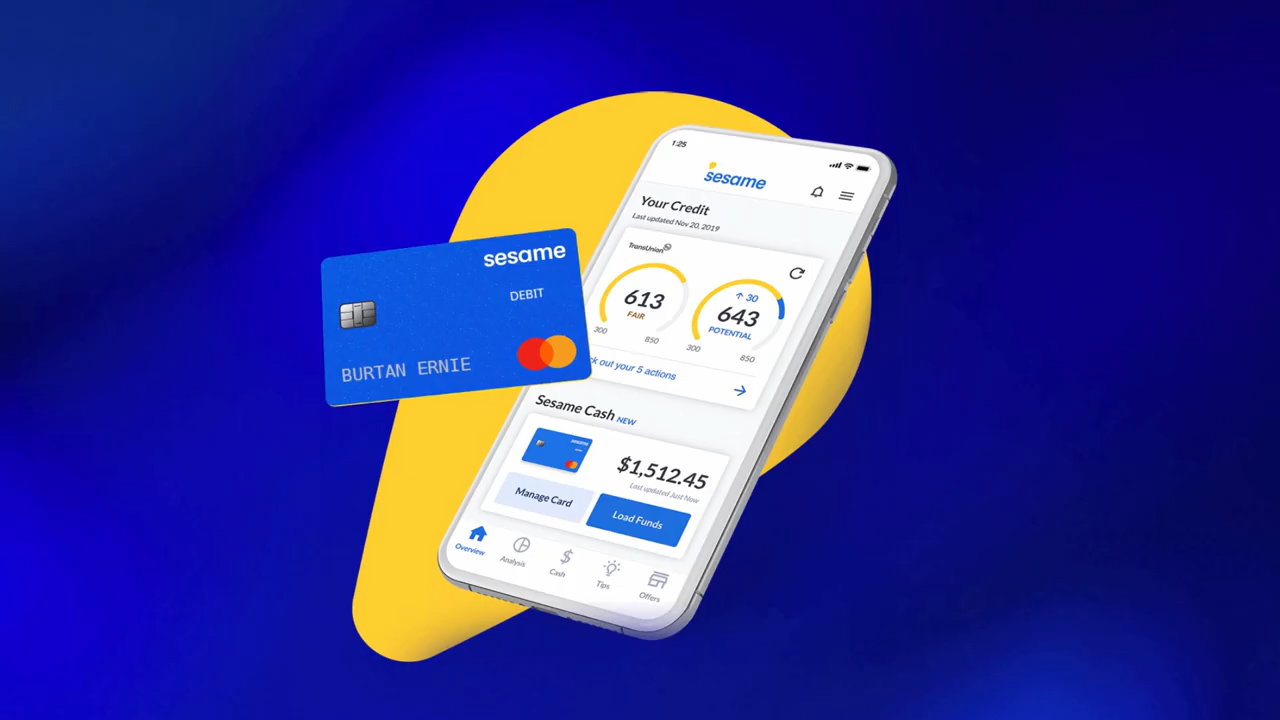 sesame
DEBIT
BURTAN ERNIE
1:25
sesame
Your Credit
Last updated Nov 20, 2019
TransUnion
613
FAIR
300
850
↑ 30
643
POTENTIAL
300
850
out your 5 actions
Sesame Cash NEW
$1,512.45
Last updated Just Now
Manage Card
Load Funds
Overview
Analysis
Cash
Tips
Offers